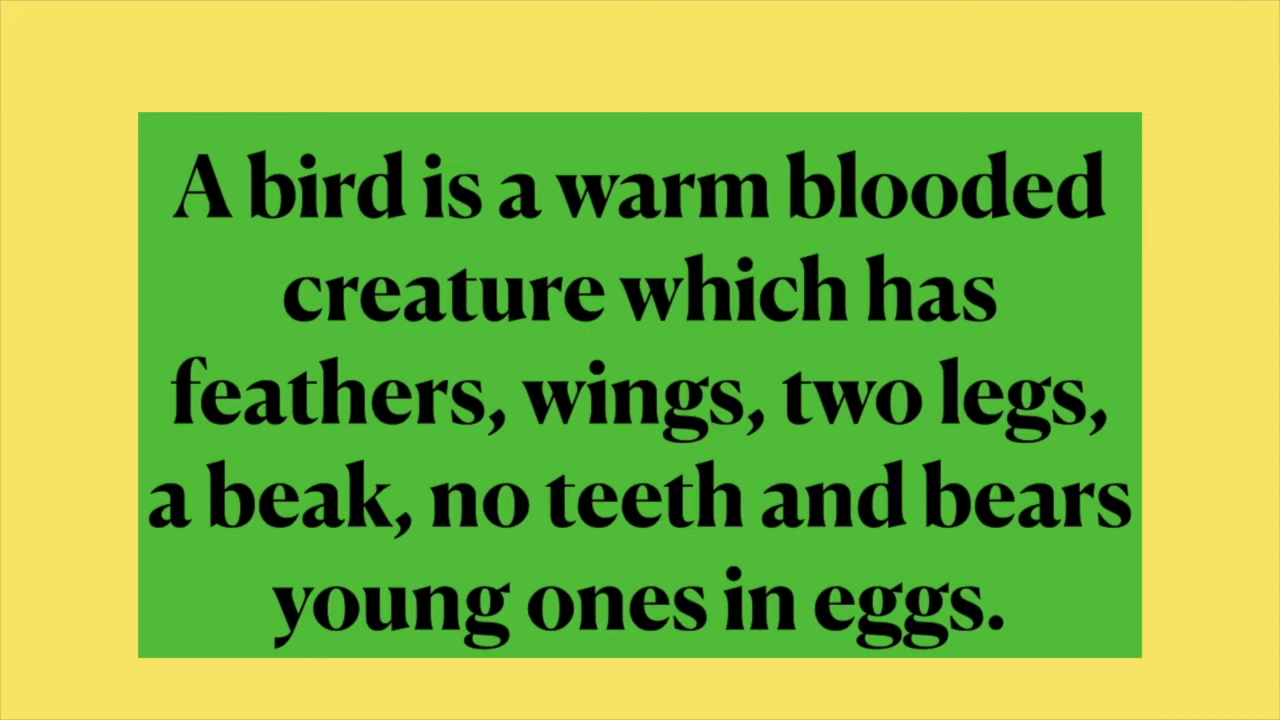 A bird is a warm blooded
creature which has
feathers, wings, two legs,
a beak, no teeth and bears
young ones in eggs.